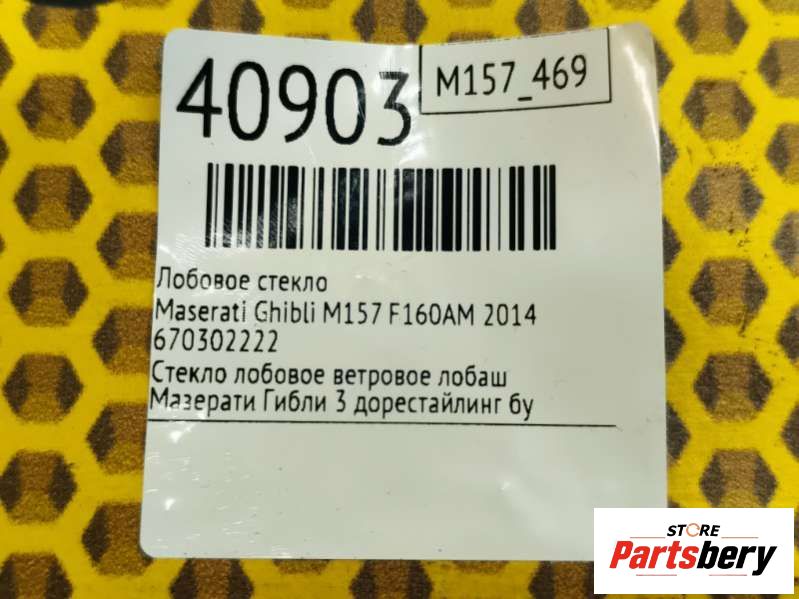 40903
M157_469
Лобовое стекло
Maserati Ghibli M157 F160AM 2014
670302222
Стекло лобовое ветровое лобаш
Мазерати Гибли 3 дорестайлинг бу
STORE
Partsbery